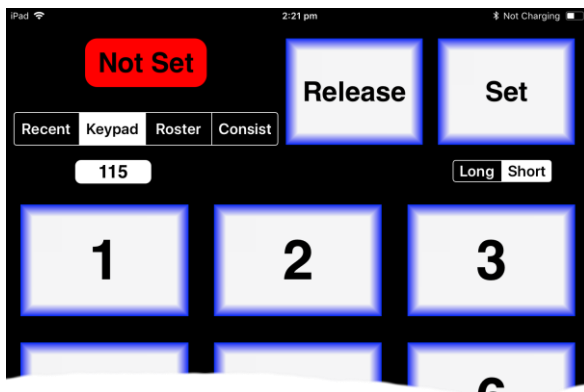 iPad 2:21 pm Not Charging
Not Set
Release Set
Recent Keypad Roster Consist
115 Long Short
1 2 3
6